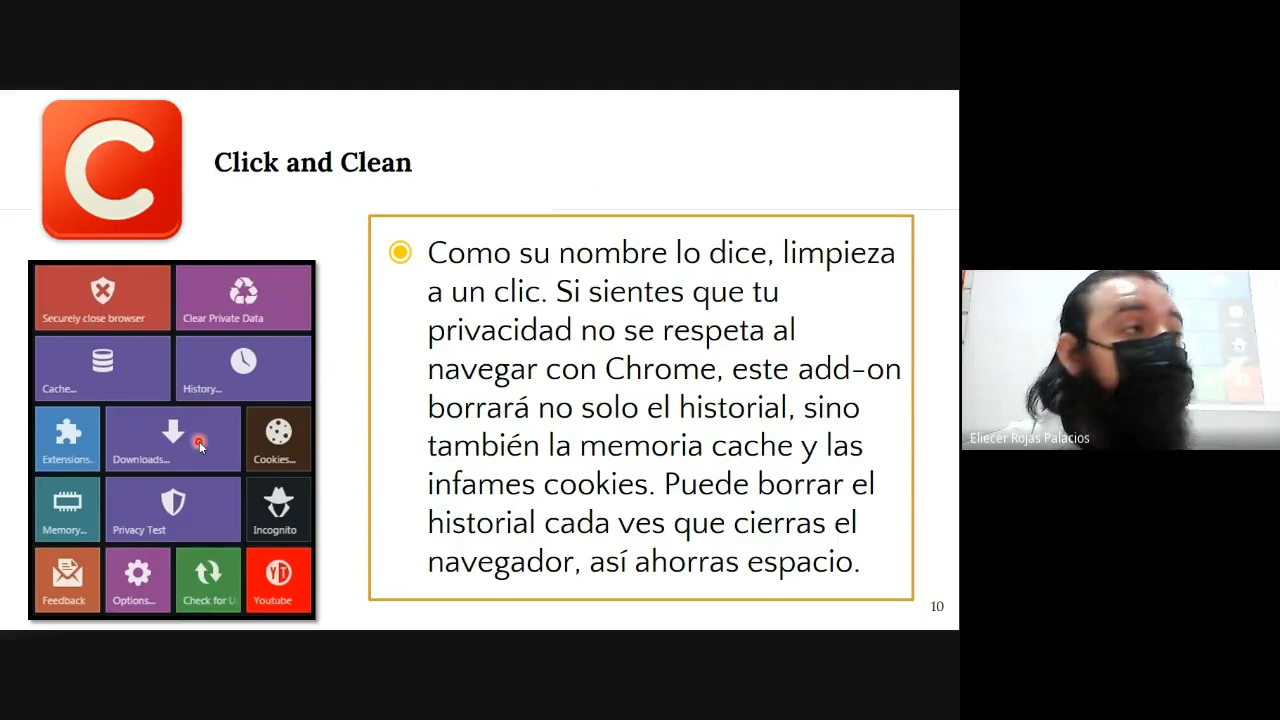 C
Click and Clean
Securely close browser
Clear Private Data
Cache...
History...
Extensions...
Downloads...
Cookies...
Memory...
Privacy Test
Incognito
Feedback
Options...
Check for U
Youtube
YT
Como su nombre lo dice, limpieza
a un clic. Si sientes que tu
privacidad no se respeta al
navegar con Chrome, este add-on
borrará no solo el historial, sino
también la memoria cache y las
infames cookies. Puede borrar el
historial cada ves que cierras el
navegador, así ahorras espacio.
10
Eliecer Rojas Palacios